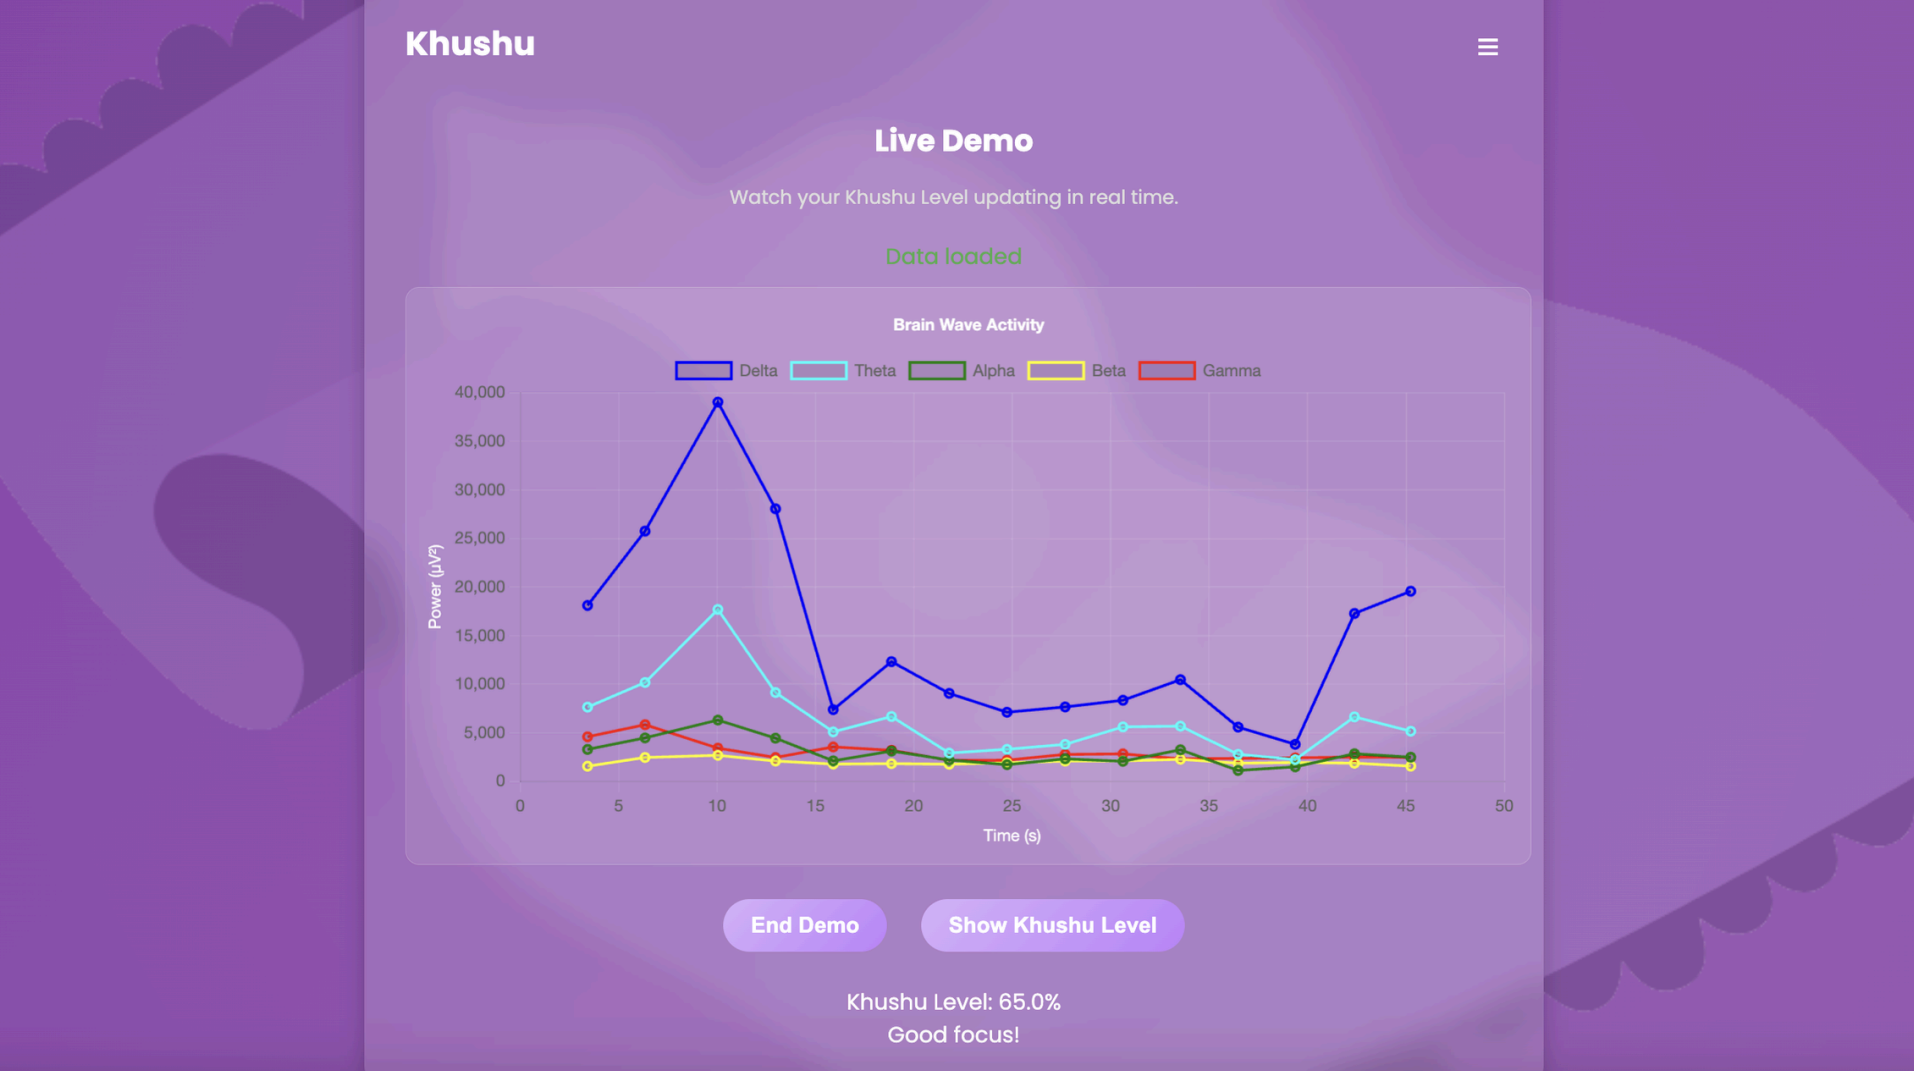 Khushu
Live Demo
Watch your Khushu Level updating in real time.
Data loaded
Brain Wave Activity
Delta Theta Alpha Beta Gamma
40,000
35,000
30,000
25,000
20,000
15,000
10,000
5,000
0
Power (μV²)
0 5 10 15 20 25 30 35 40 45 50
Time (s)
End Demo Show Khushu Level
Khushu Level: 65.0%
Good focus!